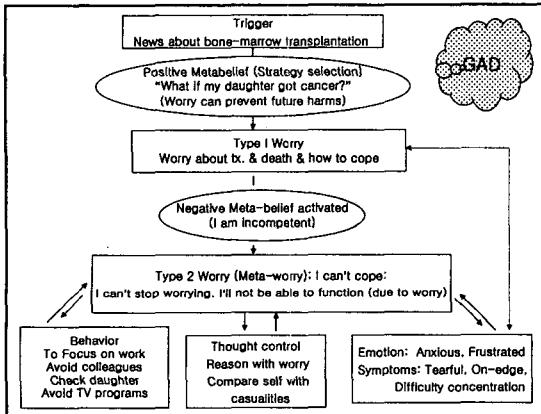 Trigger
News about bone-marrow transplantation
GAD
Positive Metabelief (Strategy selection)
"What if my daughter got cancer?"
(Worry can prevent future harms)
Type I Worry
Worry about tx. & death & how to cope
Negative Meta-belief activated
(I am incompetent)
Type 2 Worry (Meta-worry): I can't cope:
I can't stop worrying. I'll not be able to function (due to worry)
Behavior
To Focus on work
Avoid colleagues
Check daughter
Avoid TV programs
Thought control
Reason with worry
Compare self with
casualities
Emotion: Anxious, Frustrated
Symptoms: Tearful, On-edge,
Difficulty concentration